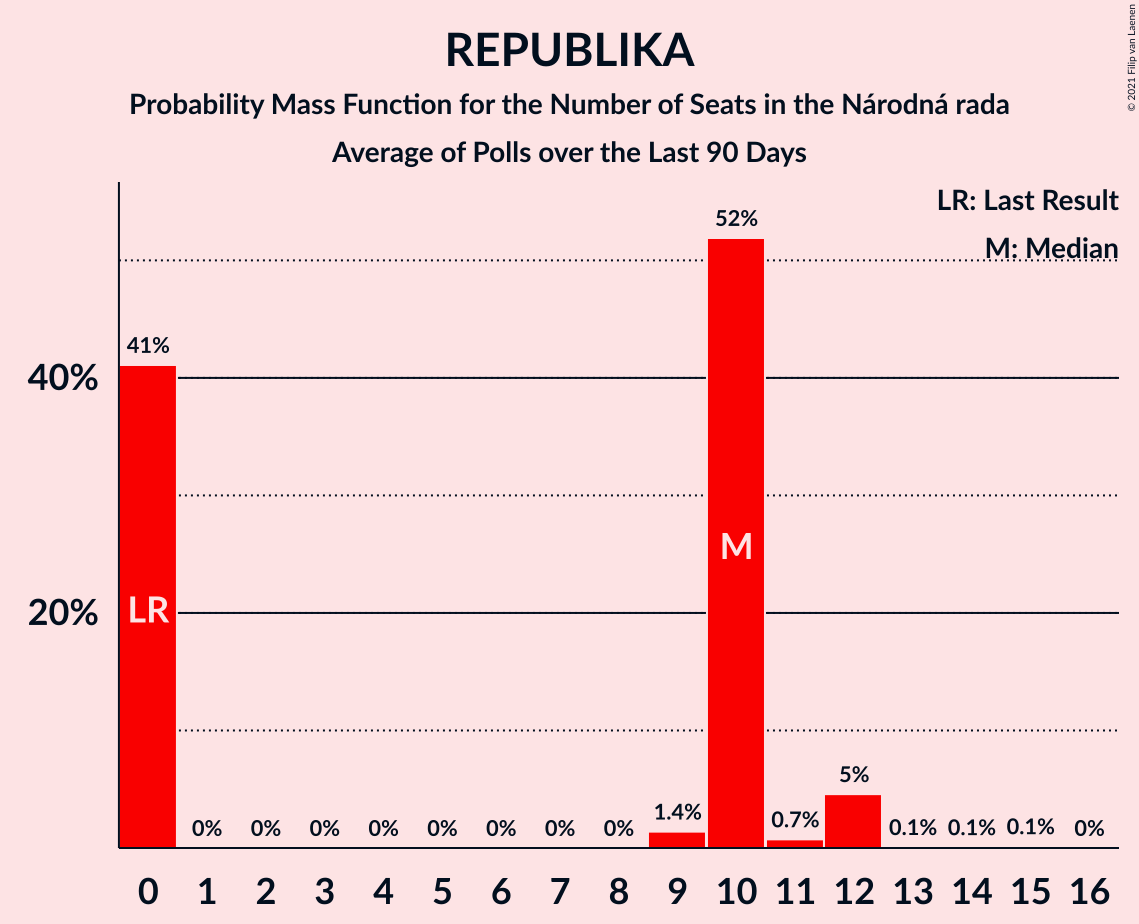 REPUBLIKA
Probability Mass Function for the Number of Seats in the Národná rada
Average of Polls over the Last 90 Days
© 2021 Filip van Laenen
LR: Last Result
M: Median
52%
41%
40%
M
LR
20%
5%
1.4%
0.7%
0% 0% 0% 0% 0% 0% 0% 0% 0.1% 0.1% 0.1% 0%
0 1 2 3 4 5 6 7 8 9 10 11 12 13 14 15 16